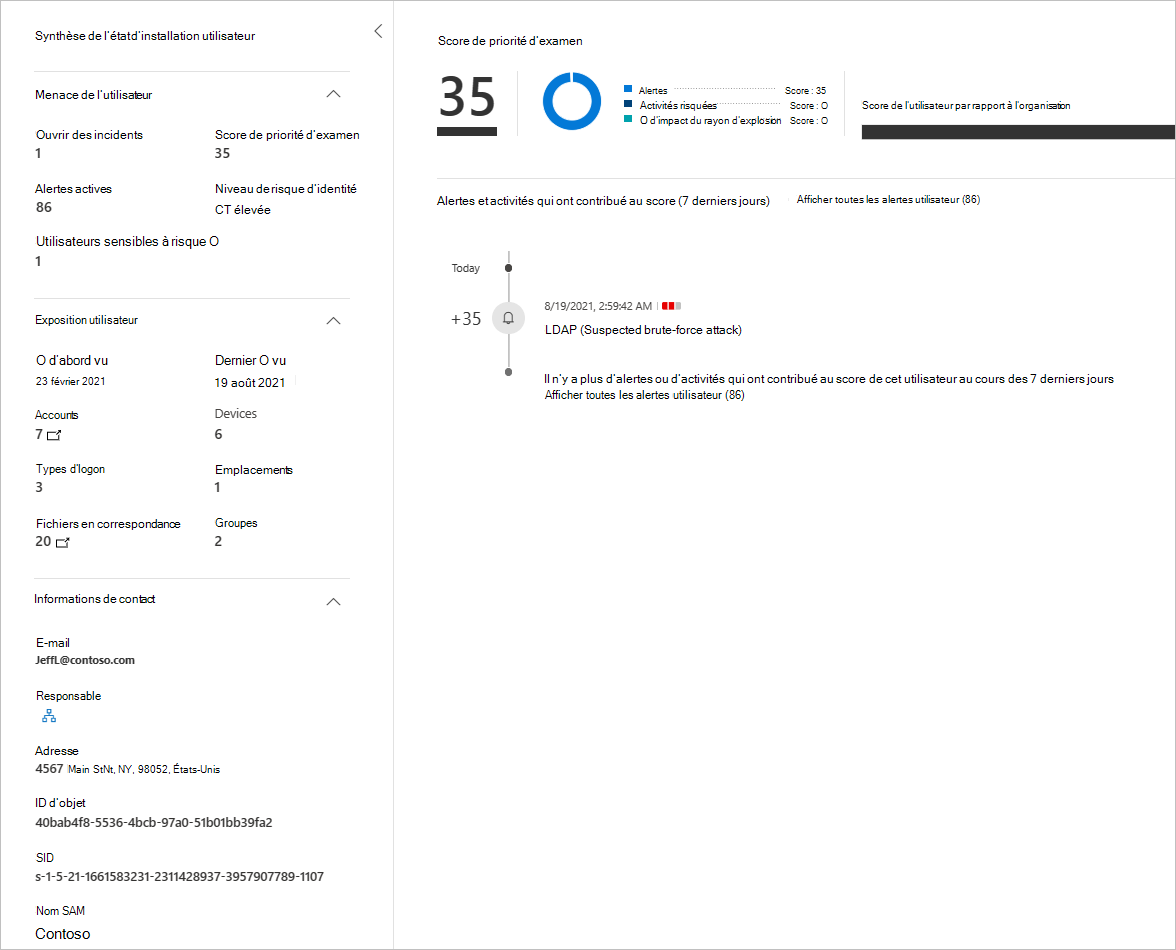 Synthèse de l'état d'installation utilisateur
Menace de l'utilisateur
Ouvrir des incidents
1
Score de priorité d'examen
35
Alertes actives
86
Niveau de risque d'identité
CT élevée
Utilisateurs sensibles à risque O
1
Exposition utilisateur
O d'abord vu
23 février 2021
Dernier O vu
19 août 2021
Accounts
7
Devices
6
Types d'logon
3
Emplacements
1
Fichiers en correspondance
20
Groupes
2
Informations de contact
E-mail
JeffL@contoso.com
Responsable
Adresse
4567 Main StNt, NY, 98052, États-Unis
ID d'objet
40bab4f8-5536-4bcb-97a0-51b01bb39fa2
SID
s-1-5-21-1661583231-2311428937-3957907789-1107
Nom SAM
Contoso
Score de priorité d'examen
35
Alertes Score : 35
Activités risquées Score : O
O d'impact du rayon d'explosion Score : O
Score de l'utilisateur par rapport à l'organisation
Alertes et activités qui ont contribué au score (7 derniers jours) Afficher toutes les alertes utilisateur (86)
Today
+35
8/19/2021, 2:59:42 AM
LDAP (Suspected brute-force attack)
Il n'y a plus d'alertes ou d'activités qui ont contribué au score de cet utilisateur au cours des 7 derniers jours
Afficher toutes les alertes utilisateur (86)